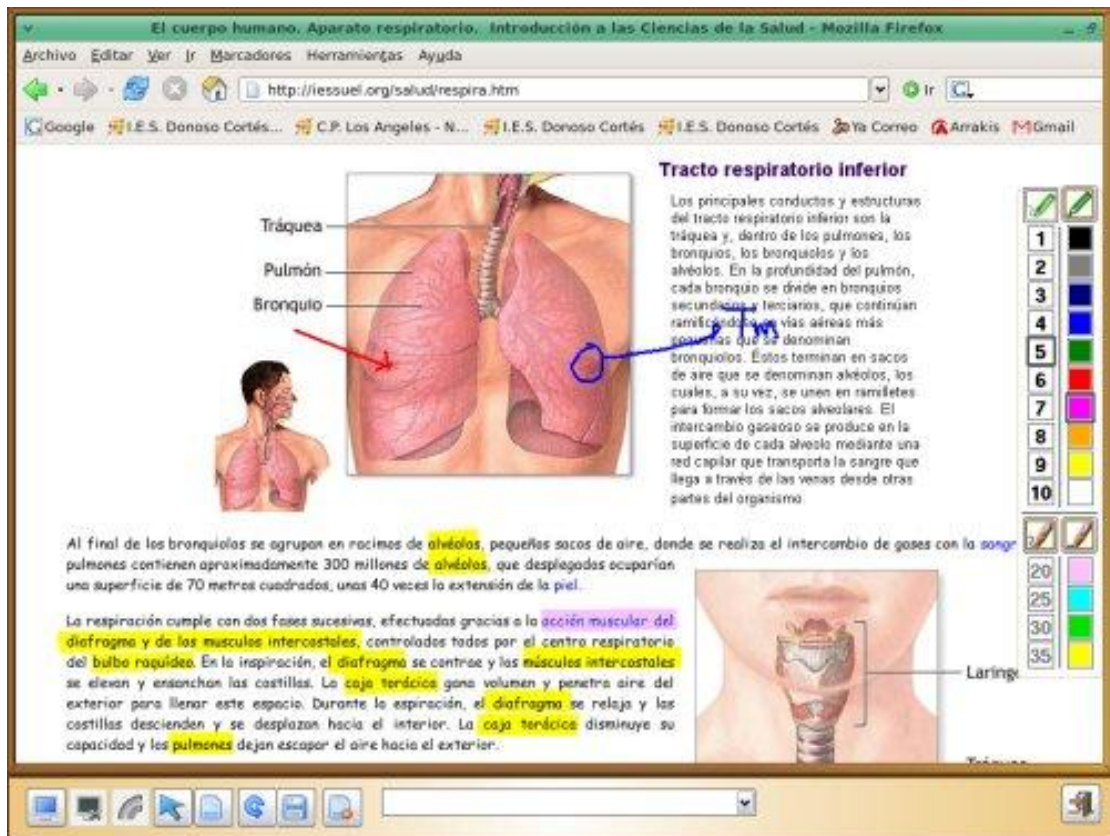 El cuerpo humano. Aparato respiratorio. Introducción a las Ciencias de la Salud - Mozilla Firefox
Archivo Editar Ver Ir Marcadores Herramientas Ayuda
http://iessuel.org/salud/respira.htm Ir
Google I.E.S. Donoso Cortés... C.P. Los Angeles - N... I.E.S. Donoso Cortés I.E.S. Donoso Cortés Ya Correo Arrakis Gmail
Tráquea
Pulmón
Bronquio
Tracto respiratorio inferior
Los principales conductos y estructuras
del tracto respiratorio inferior son la
tráquea y, dentro de los pulmones, los
bronquios, los bronquiolos y los
alvéolos. En la profundidad del pulmón,
cada bronquio se divide en bronquios
secundarios y terciarios, que continúan
ramificándose en vías aéreas más
pequeñas que se denominan
bronquiolos. Éstos terminan en sacos
de aire que se denominan alvéolos, los
cuales, a su vez, se unen en ramilletes
para formar los sacos alveolares. El
intercambio gaseoso se produce en la
superficie de cada alveolo mediante una
red capilar que transporta la sangre que
llega a través de las venas desde otras
partes del organismo
1
2
3
4
5
6
7
8
9
10
20
25
30
35
Al final de los bronquiolos se agrupan en racimos de alvéolos, pequeños sacos de aire, donde se realiza el intercambio de gases con la sangr
pulmones contienen aproximadamente 300 millones de alvéolos, que desplegados ocuparían
una superficie de 70 metros cuadrados, unas 40 veces la extensión de la piel.
La respiración cumple con dos fases sucesivas, efectuadas gracias a la acción muscular del
diafragma y de los musculos intercostales, controlados todos por el centro respiratorio
del bulbo raquídeo. En la inspiración, el diafragma se contrae y los músculos intercostales
se elevan y ensanchan las costillas. La caja torácica gana volumen y penetra aire del
exterior para llenar este espacio. Durante la espiración, el diafragma se relaja y las
costillas descienden y se desplazan hacia el interior. La caja torácica disminuye su
capacidad y los pulmones dejan escapar el aire hacia el exterior.
Laringe